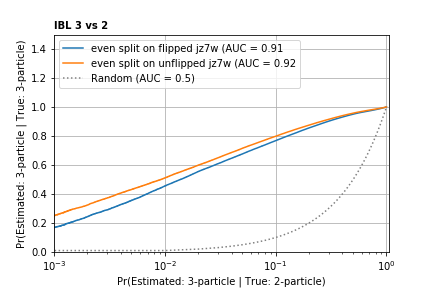 IBL 3 vs 2
even split on flipped jz7w (AUC = 0.91
even split on unflipped jz7w (AUC = 0.92
Random (AUC = 0.5)
Pr(Estimated: 3-particle | True: 3-particle)
1.4
1.2
1.0
0.8
0.6
0.4
0.2
0.0
10⁻³
10⁻²
10⁻¹
10⁰
Pr(Estimated: 3-particle | True: 2-particle)